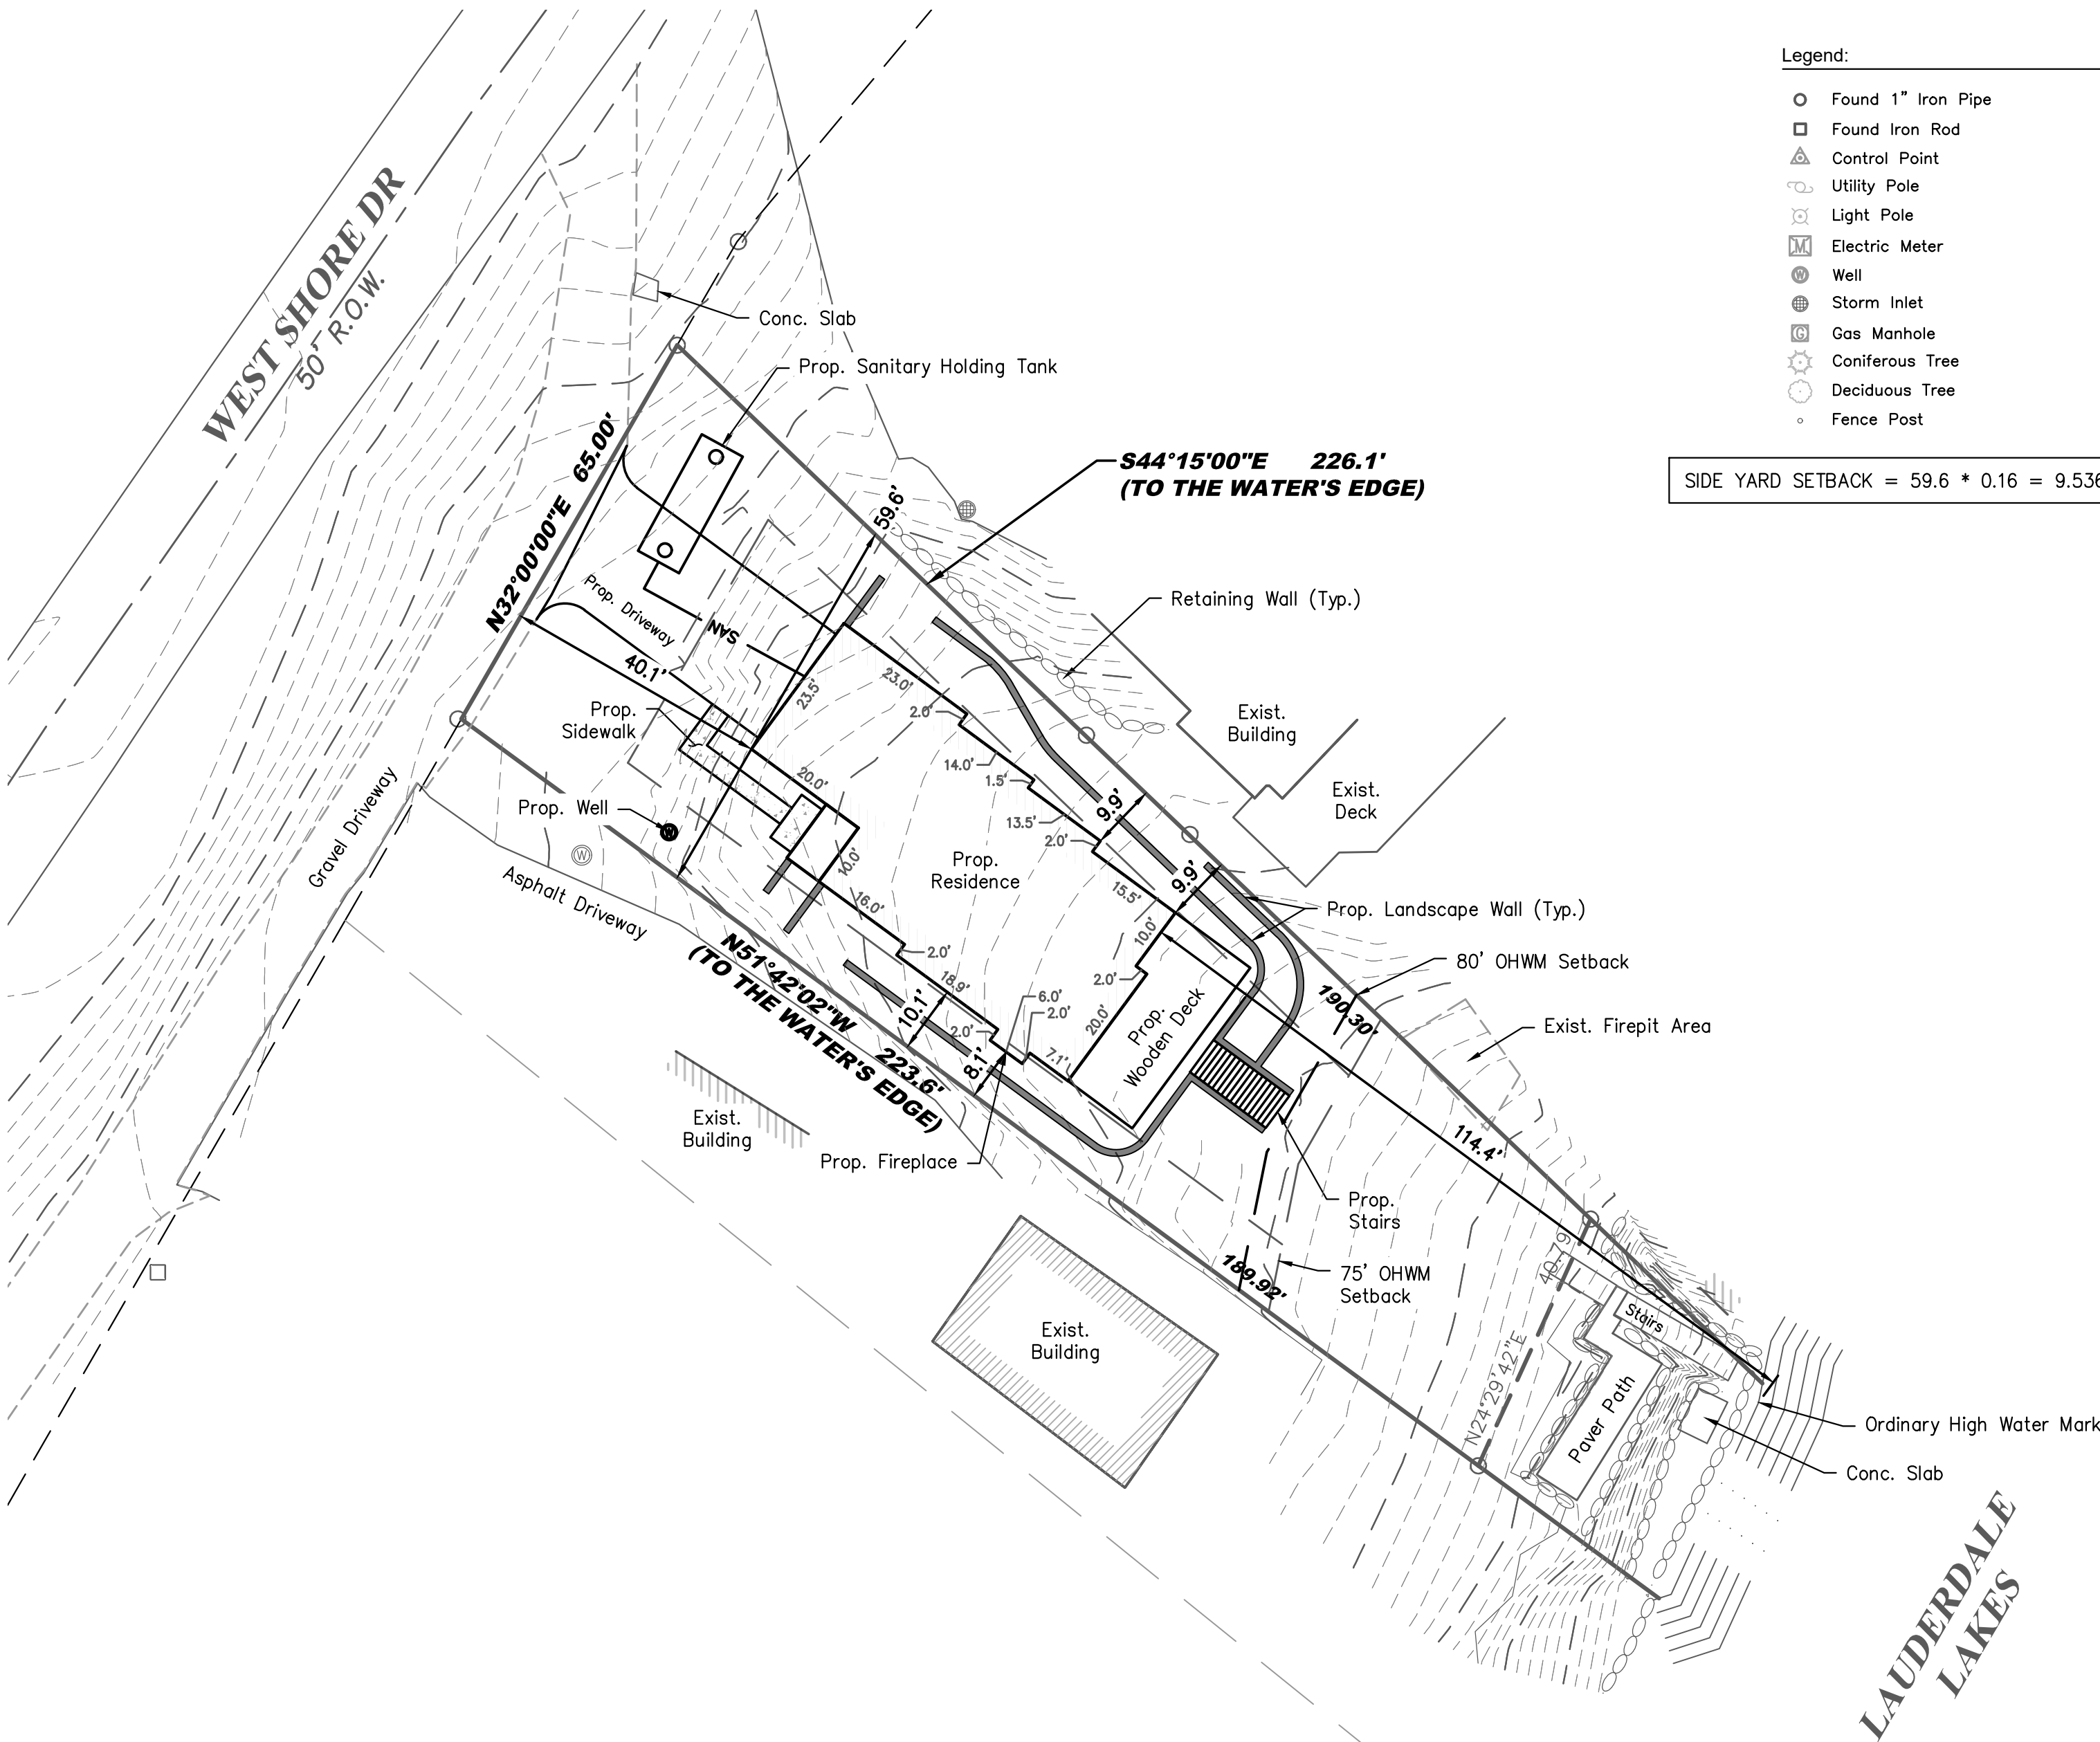 Legend:
Found 1" Iron Pipe
Found Iron Rod
Control Point
Utility Pole
Light Pole
M Electric Meter
W Well
Storm Inlet
G Gas Manhole
Coniferous Tree
Deciduous Tree
Fence Post
SIDE YARD SETBACK = 59.6 * 0.16 = 9.536
WEST SHORE DR
50' R.O.W.
Conc. Slab
Prop. Sanitary Holding Tank
N32°00'00"E 65.00'
S44°15'00"E 226.1'
(TO THE WATER'S EDGE)
59.6'
Prop. Driveway
SAN
40.1'
Retaining Wall (Typ.)
Prop.
Sidewalk
23.5'
23.0'
2.0'
14.0'
1.5'
13.5'
2.0'
9.9'
Exist.
Building
Exist.
Deck
20.0'
Prop. Well
W
W
Gravel Driveway
Asphalt Driveway
10.0'
16.0'
Prop.
Residence
15.5'
9.9'
10.0'
2.0'
Prop. Landscape Wall (Typ.)
80' OHWM Setback
190.30'
Exist. Firepit Area
2.0'
18.9'
10.1'
6.0'
2.0'
2.0'
8.1'
7.1'
20.0'
Prop.
Wooden Deck
N51°42'02"W 223.6'
(TO THE WATER'S EDGE)
Exist.
Building
Prop. Fireplace
114.4'
Prop.
Stairs
189.92'
75' OHWM
Setback
Exist.
Building
40.79'
N24°29'42"E
Stairs
Paver Path
Ordinary High Water Mark
Conc. Slab
LAUDERDALE
LAKES